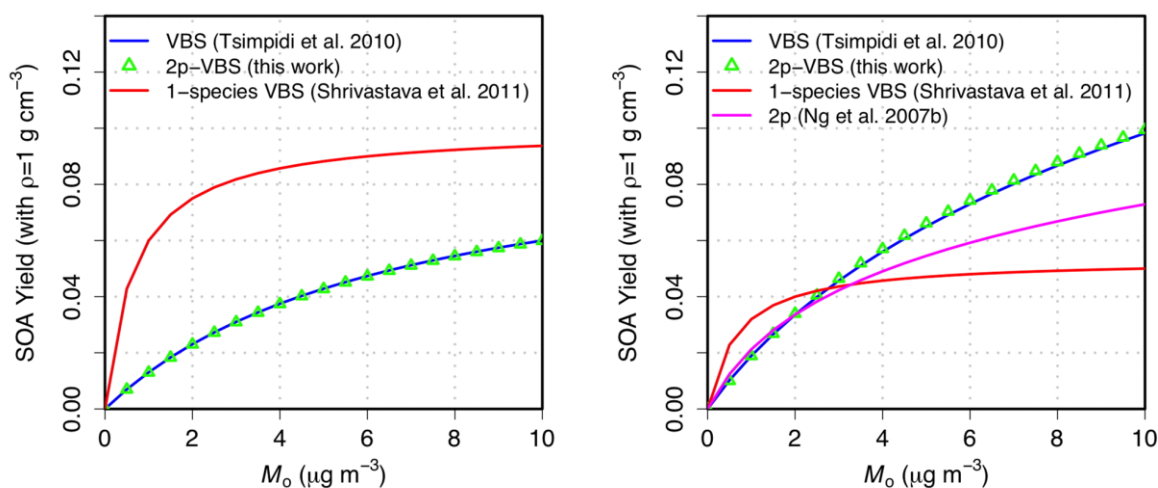 VBS (Tsimpidi et al. 2010)
2p−VBS (this work)
1−species VBS (Shrivastava et al. 2011)
SOA Yield (with ρ=1 g cm⁻³)
0.12
0.08
0.04
0.00
0 2 4 6 8 10
Mₒ (μg m⁻³)
VBS (Tsimpidi et al. 2010)
2p−VBS (this work)
1−species VBS (Shrivastava et al. 2011)
2p (Ng et al. 2007b)
SOA Yield (with ρ=1 g cm⁻³)
0.12
0.08
0.04
0.00
0 2 4 6 8 10
Mₒ (μg m⁻³)